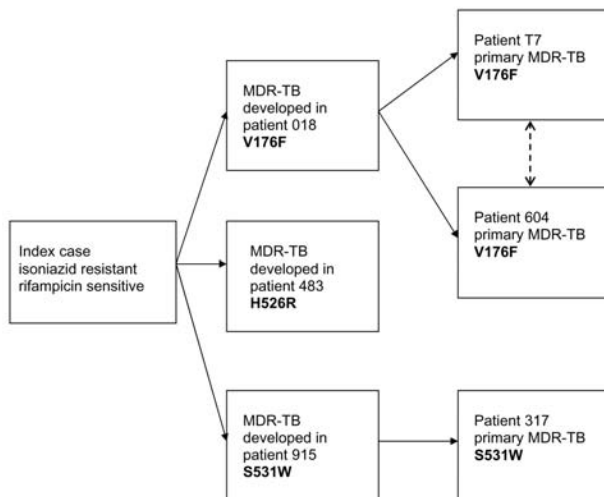 Patient T7
primary MDR-TB
V176F
MDR-TB
developed in
patient 018
V176F
Patient 604
primary MDR-TB
V176F
Index case
isoniazid resistant
rifampicin sensitive
MDR-TB
developed in
patient 483
H526R
MDR-TB
developed in
patient 915
S531W
Patient 317
primary MDR-TB
S531W